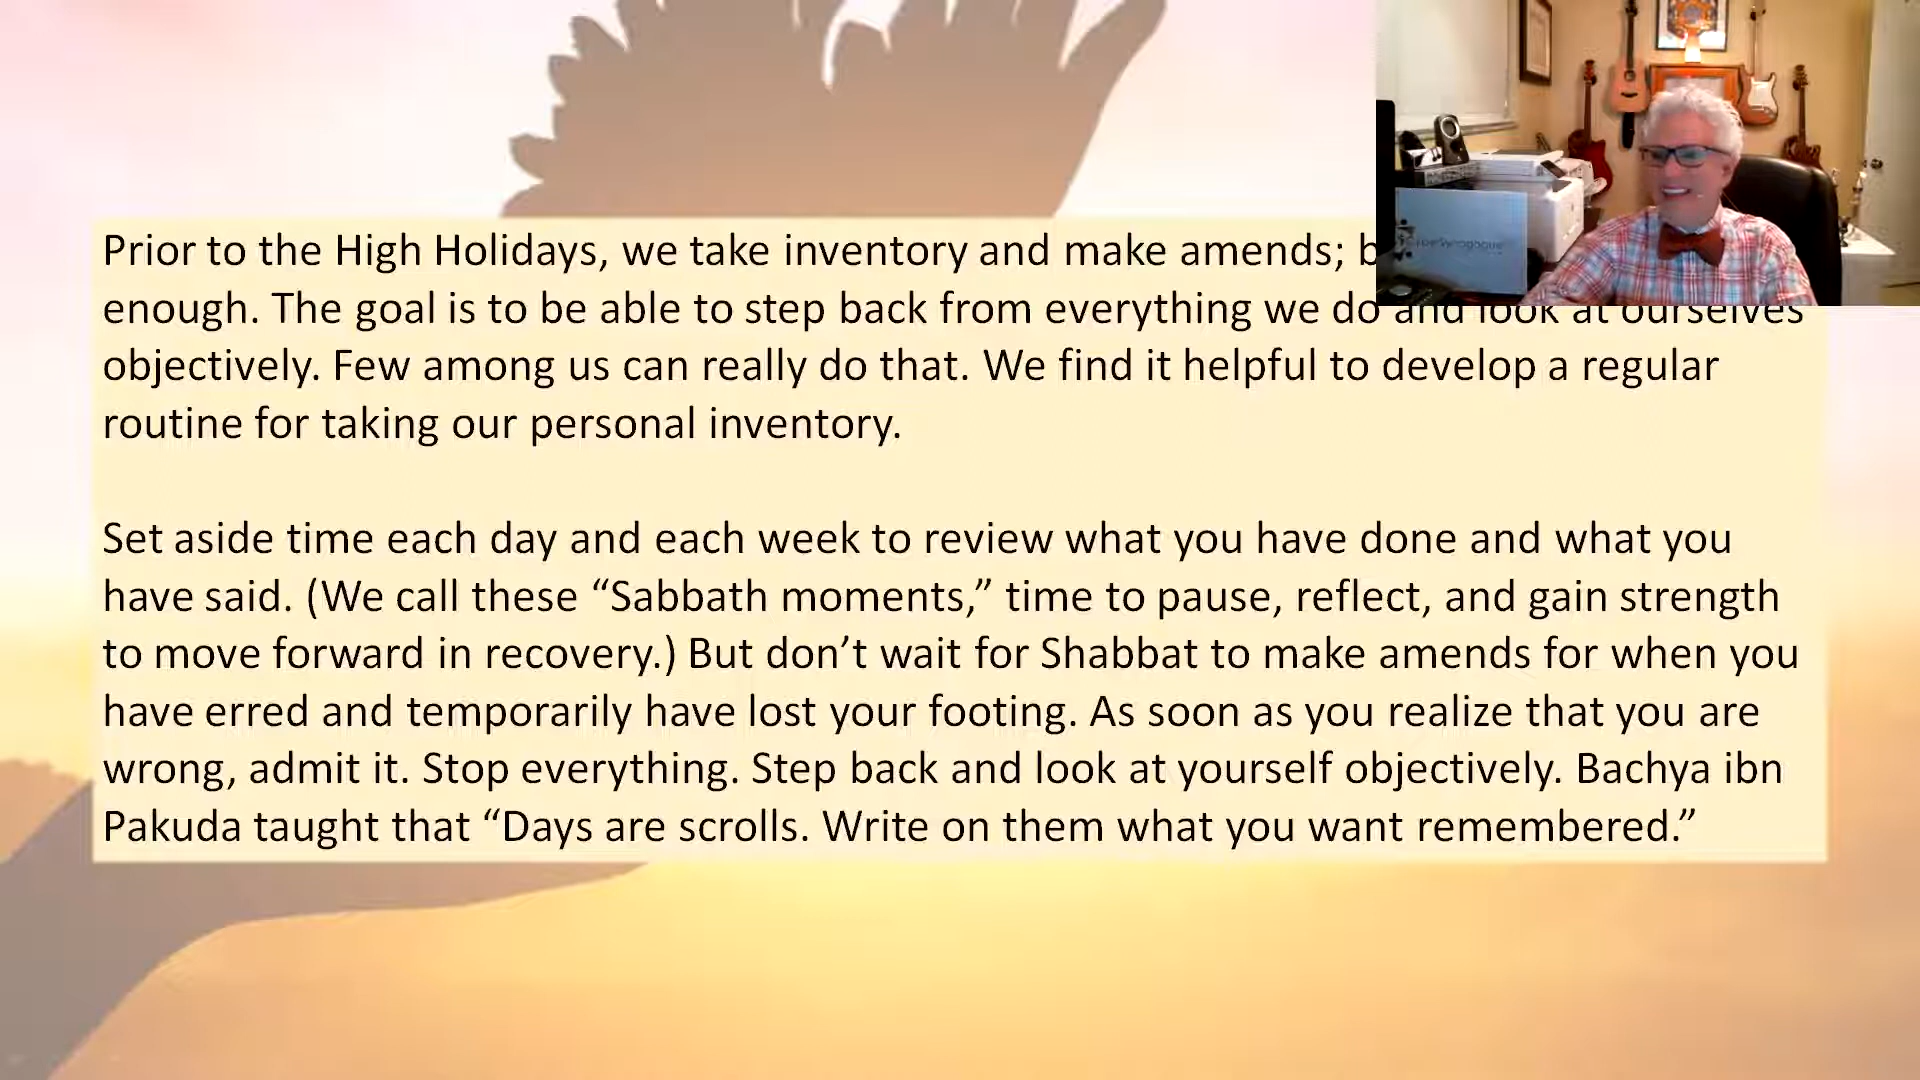 Prior to the High Holidays, we take inventory and make amends;
enough. The goal is to be able to step back from everything we do and look at ourselves
objectively. Few among us can really do that. We find it helpful to develop a regular
routine for taking our personal inventory.
Set aside time each day and each week to review what you have done and what you
have said. (We call these “Sabbath moments,” time to pause, reflect, and gain strength
to move forward in recovery.) But don’t wait for Shabbat to make amends for when you
have erred and temporarily have lost your footing. As soon as you realize that you are
wrong, admit it. Stop everything. Step back and look at yourself objectively. Bachya ibn
Pakuda taught that “Days are scrolls. Write on them what you want remembered.”